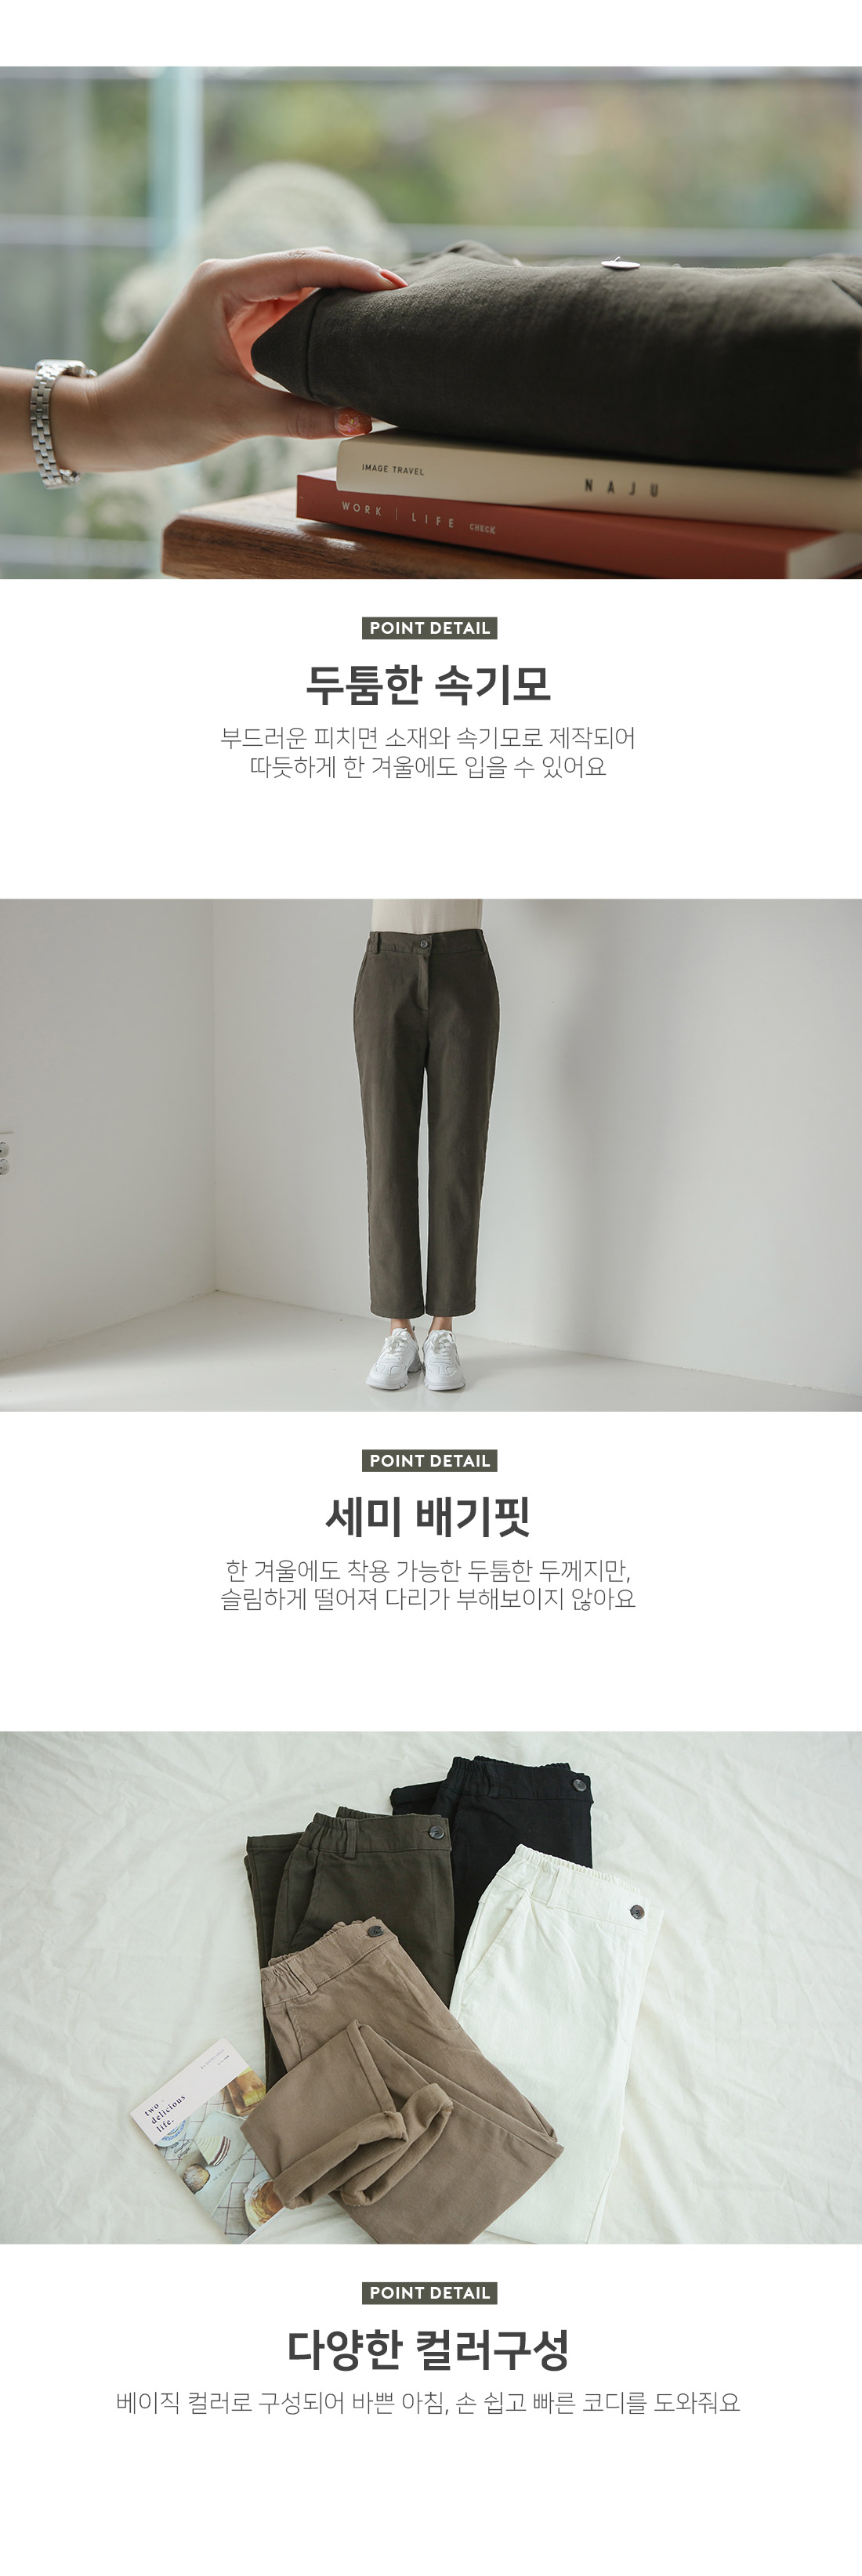 IMAGE TRAVEL
NAJU
WORK | LIFE CHECK
POINT DETAIL
두툼한 속기모
부드러운 피치면 소재와 속기모로 제작되어
따듯하게 한 겨울에도 입을 수 있어요
POINT DETAIL
세미 배기핏
한 겨울에도 착용 가능한 두툼한 두께지만,
슬림하게 떨어져 다리가 부해보이지 않아요
two
delicious
life.
POINT DETAIL
다양한 컬러구성
베이직 컬러로 구성되어 바쁜 아침, 손 쉽고 빠른 코디를 도와줘요